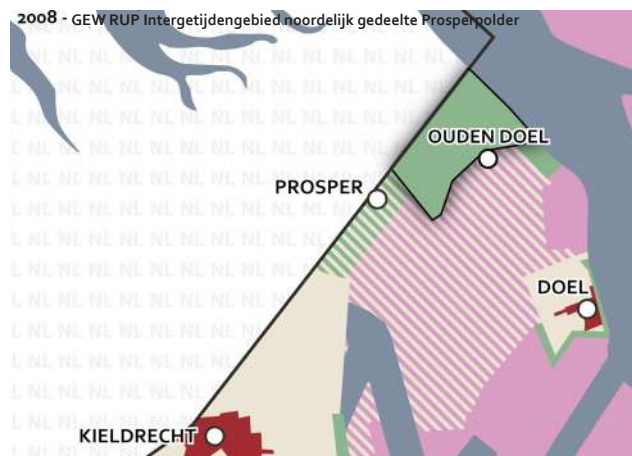 2008 - GEW RUP Intergetijdengebied noordelijk gedeelte Prosperpolder
OUDEN DOEL
PROSPER
DOEL
KIELDRECHT